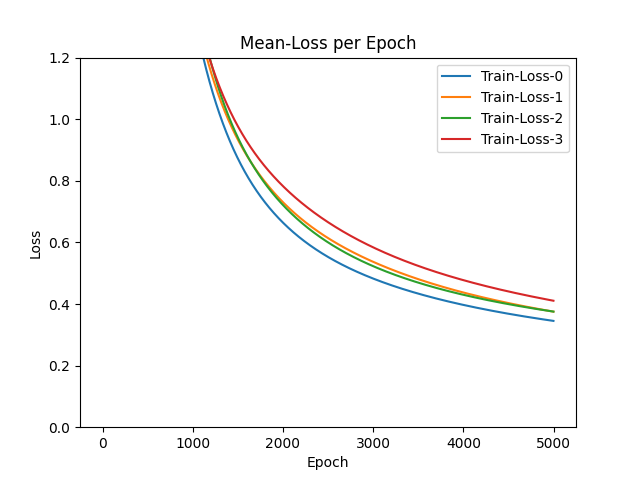 Mean-Loss per Epoch
Train-Loss-0
Train-Loss-1
Train-Loss-2
Train-Loss-3
Loss
1.2
1.0
0.8
0.6
0.4
0.2
0.0
0 1000 2000 3000 4000 5000
Epoch